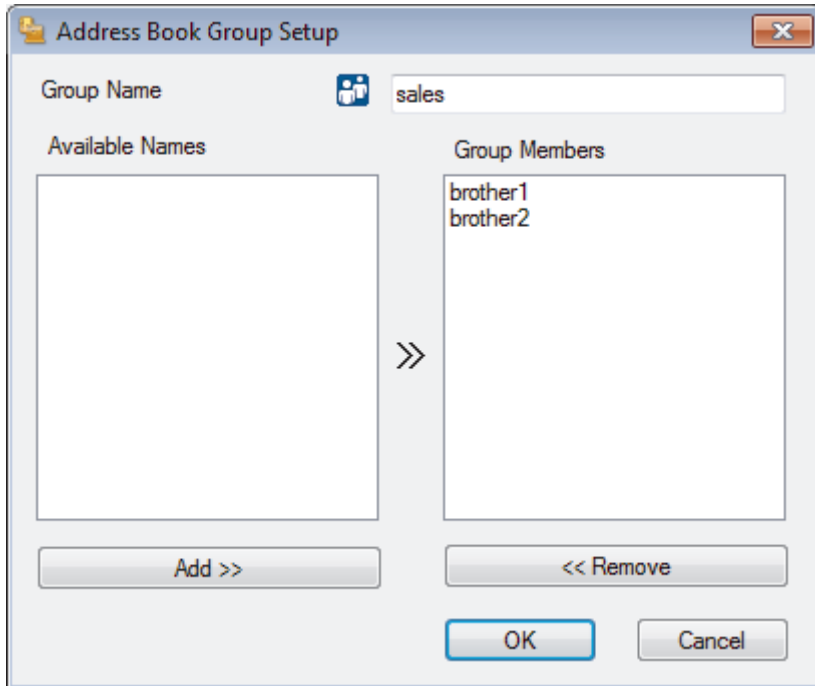 Address Book Group Setup
Group Name
sales
Available Names
Group Members
brother1
brother2
Add >>
<< Remove
OK
Cancel